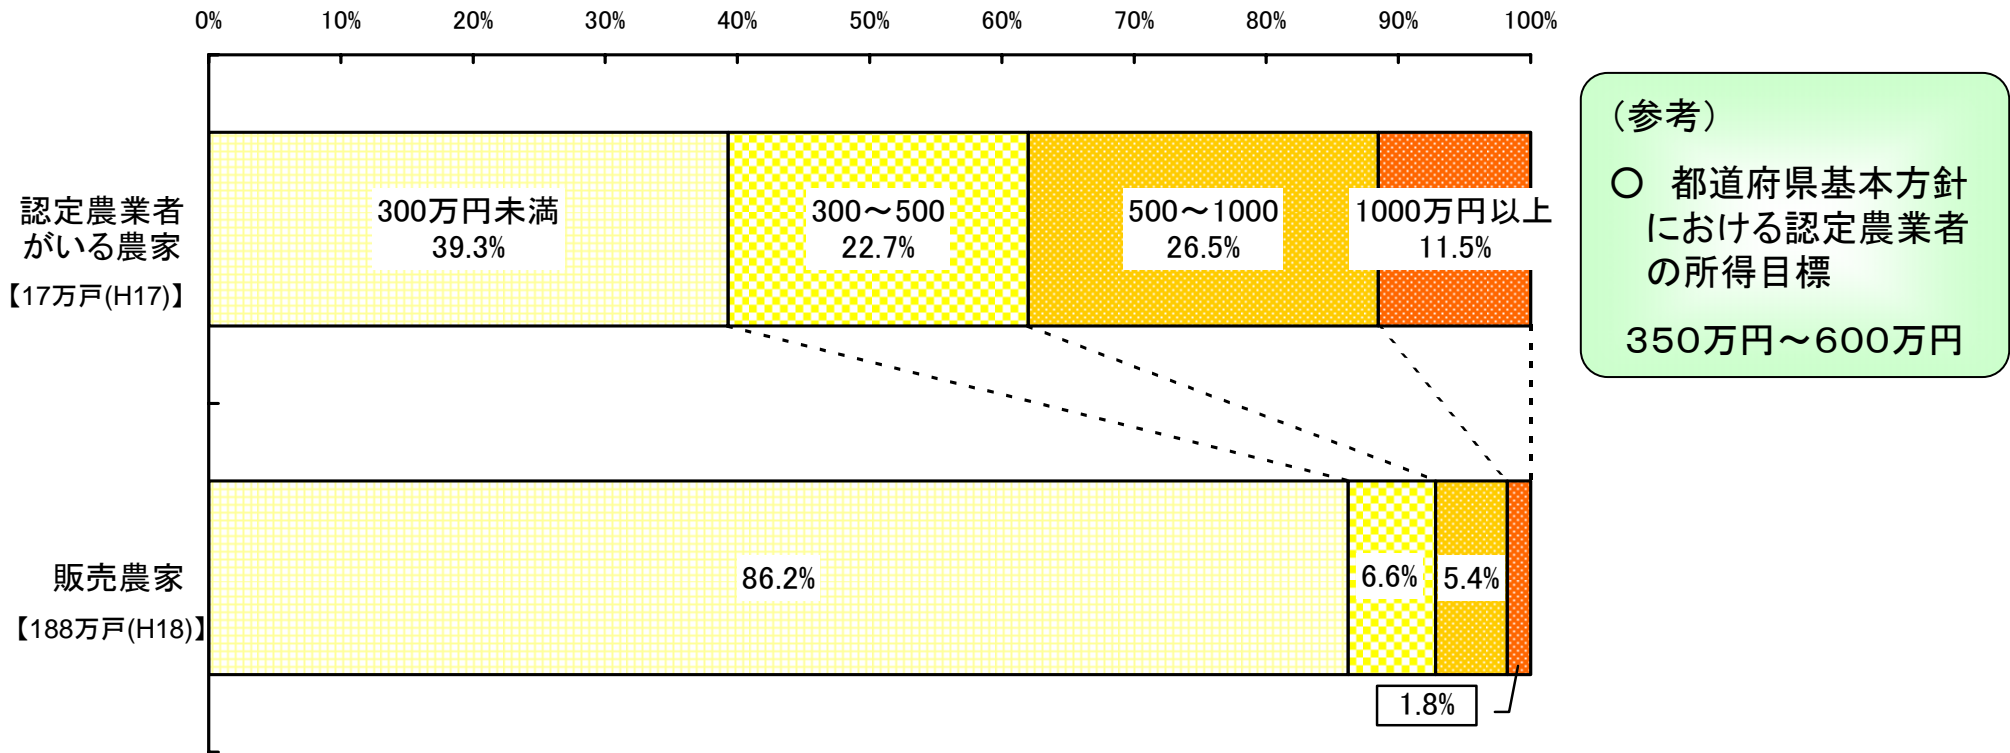 0% 10% 20% 30% 40% 50% 60% 70% 80% 90% 100%
認定農業者
がいる農家
【17万戸(H17)】
300万円未満
39.3%
300～500
22.7%
500～1000
26.5%
1000万円以上
11.5%
（参考）
○ 都道府県基本方針
における認定農業者
の所得目標
３５０万円～６００万円
販売農家
【188万戸(H18)】
86.2%
6.6%
5.4%
1.8%